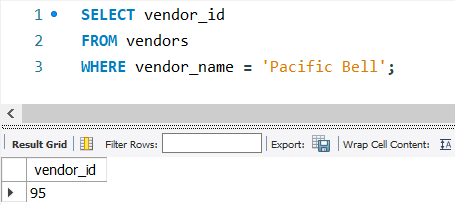 1 SELECT vendor_id
2 FROM vendors
3 WHERE vendor_name = 'Pacific Bell';
Result Grid Filter Rows: Export: Wrap Cell Content:
vendor_id
95